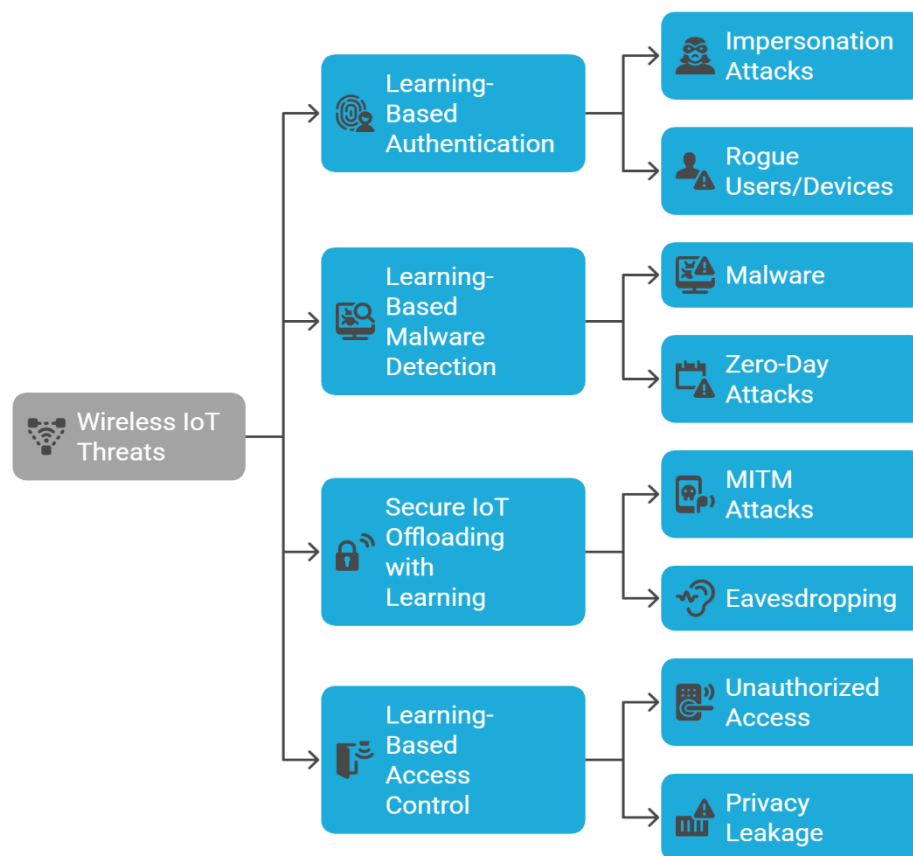 Impersonation
Attacks
Learning-
Based
Authentication
Rogue
Users/Devices
Learning-
Based
Malware
Detection
Malware
Zero-Day
Attacks
Wireless IoT
Threats
Secure IoT
Offloading
with
Learning
MITM
Attacks
Eavesdropping
Learning-
Based
Access
Control
Unauthorized
Access
Privacy
Leakage